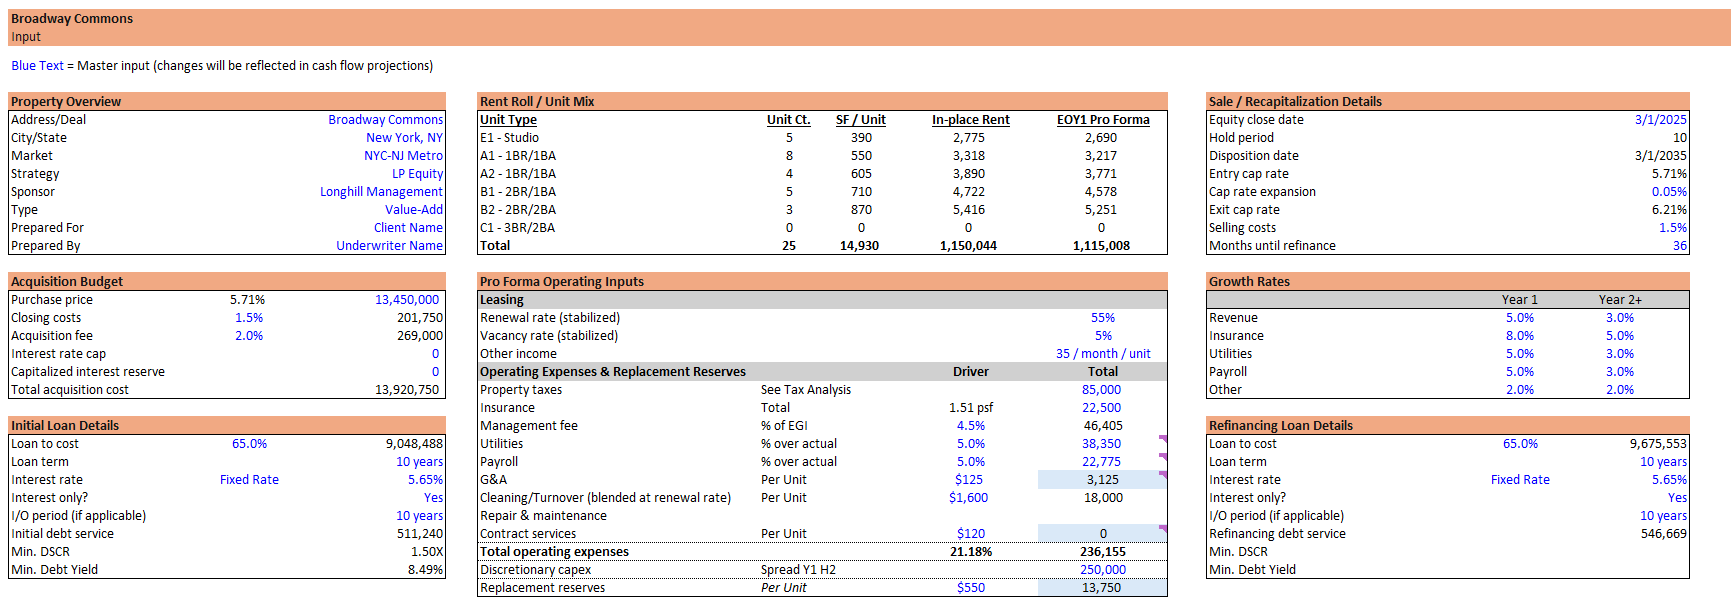 Broadway Commons
Input
Blue Text = Master input (changes will be reflected in cash flow projections)
Property Overview
Address/Deal Broadway Commons
City/State New York, NY
Market NYC-NJ Metro
Strategy LP Equity
Sponsor Longhill Management
Type Value-Add
Prepared For Client Name
Prepared By Underwriter Name
Acquisition Budget
Purchase price 5.71% 13,450,000
Closing costs 1.5% 201,750
Acquisition fee 2.0% 269,000
Interest rate cap 0
Capitalized interest reserve 0
Total acquisition cost 13,920,750
Initial Loan Details
Loan to cost 65.0% 9,048,488
Loan term 10 years
Interest rate Fixed Rate 5.65%
Interest only? Yes
I/O period (if applicable) 10 years
Initial debt service 511,240
Min. DSCR 1.50X
Min. Debt Yield 8.49%
Rent Roll / Unit Mix
Unit Type Unit Ct. SF / Unit In-place Rent EOY1 Pro Forma
E1 - Studio 5 390 2,775 2,690
A1 - 1BR/1BA 8 550 3,318 3,217
A2 - 1BR/1BA 4 605 3,890 3,771
B1 - 2BR/1BA 5 710 4,722 4,578
B2 - 2BR/2BA 3 870 5,416 5,251
C1 - 3BR/2BA 0 0 0 0
Total 25 14,930 1,150,044 1,115,008
Pro Forma Operating Inputs
Leasing
Renewal rate (stabilized) 55%
Vacancy rate (stabilized) 5%
Other income 35 / month / unit
Operating Expenses & Replacement Reserves Driver Total
Property taxes See Tax Analysis 85,000
Insurance Total 1.51 psf 22,500
Management fee % of EGI 4.5% 46,405
Utilities % over actual 5.0% 38,350
Payroll % over actual 5.0% 22,775
G&A Per Unit $125 3,125
Cleaning/Turnover (blended at renewal rate) Per Unit $1,600 18,000
Repair & maintenance
Contract services Per Unit $120 0
Total operating expenses 21.18% 236,155
Discretionary capex Spread Y1 H2 250,000
Replacement reserves Per Unit $550 13,750
Sale / Recapitalization Details
Equity close date 3/1/2025
Hold period 10
Disposition date 3/1/2035
Entry cap rate 5.71%
Cap rate expansion 0.05%
Exit cap rate 6.21%
Selling costs 1.5%
Months until refinance 36
Growth Rates
Year 1 Year 2+
Revenue 5.0% 3.0%
Insurance 8.0% 5.0%
Utilities 5.0% 3.0%
Payroll 5.0% 3.0%
Other 2.0% 2.0%
Refinancing Loan Details
Loan to cost 65.0% 9,675,553
Loan term 10 years
Interest rate Fixed Rate 5.65%
Interest only? Yes
I/O period (if applicable) 10 years
Refinancing debt service 546,669
Min. DSCR
Min. Debt Yield